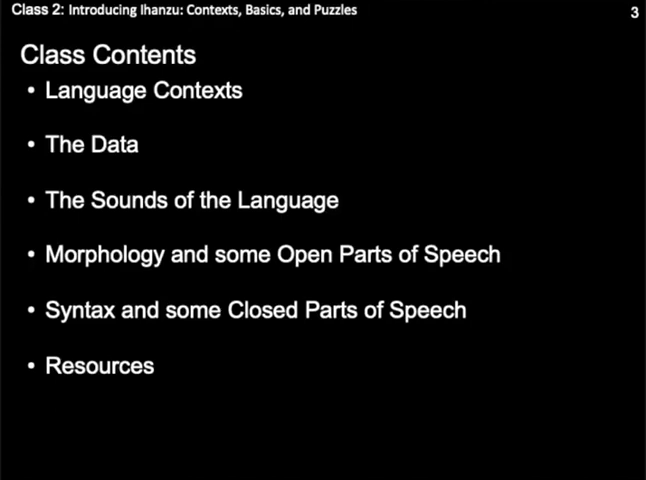 Class 2: Introducing Ihanzu: Contexts, Basics, and Puzzles
3
Class Contents
• Language Contexts
• The Data
• The Sounds of the Language
• Morphology and some Open Parts of Speech
• Syntax and some Closed Parts of Speech
• Resources